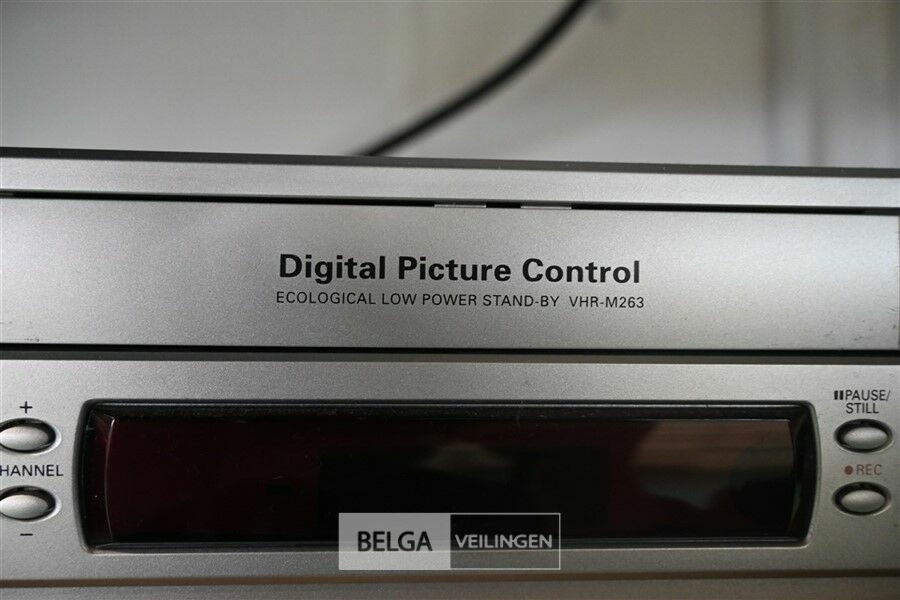 Digital Picture Control
ECOLOGICAL LOW POWER STAND-BY VHR-M263
+
HANNEL
−
PAUSE/
STILL
REC
BELGA VEILINGEN